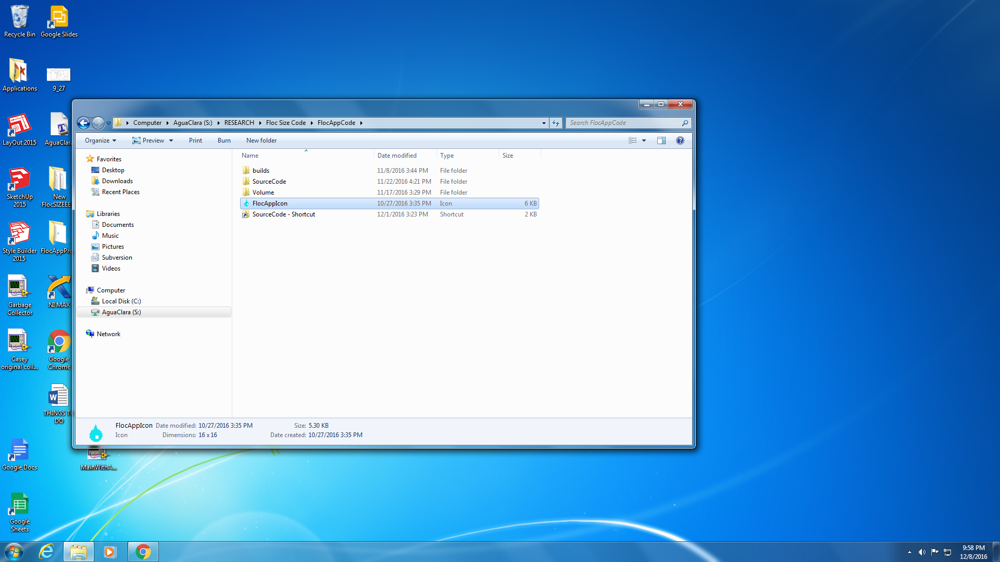 Recycle Bin
Google Slides
Applications
9_27
LayOut 2015
AguaClar
SketchUp
2015
New
FlocSIZEEE
Style Builder
2015
FlocAppPro
Garbage
Collector
NI MAX
Casey
original coll...
Google
Chrome
THINGS T
DO
Google Docs
MainWithA...
Google
Sheets
Computer
AguaClara (S:)
RESEARCH
Floc Size Code
FlocAppCode
Search FlocAppCode
Organize
Preview
Print
Burn
New folder
Favorites
Desktop
Downloads
Recent Places
Libraries
Documents
Music
Pictures
Subversion
Videos
Computer
Local Disk (C:)
AguaClara (S:)
Network
Name Date modified Type Size
builds 11/8/2016 3:44 PM File folder
SourceCode 11/22/2016 4:21 PM File folder
Volume 11/17/2016 3:29 PM File folder
FlocAppIcon 10/27/2016 3:35 PM Icon 6 KB
SourceCode - Shortcut 12/1/2016 3:23 PM Shortcut 2 KB
FlocAppIcon Date modified: 10/27/2016 3:35 PM Size: 5.30 KB
Icon Dimensions: 16 x 16 Date created: 10/27/2016 3:35 PM
9:58 PM
12/8/2016